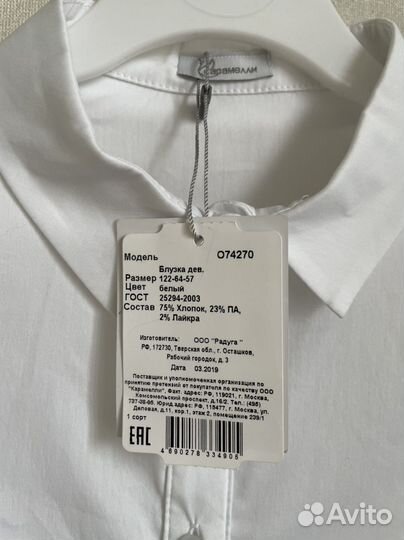 Карамелли
Модель О74270
Блузка дев.
Размер 122-64-57
Цвет белый
ГОСТ 25294-2003
Состав 75% Хлопок, 23% ПА,
2% Лайкра
Изготовитель: ООО "Радуга"
РФ, 172730, Тверская обл., г. Осташков,
Рабочий городок, д. 3
Дата 03.2019
Поставщик и уполномоченная организация по
принятию претензий от покупателя по качеству ООО
"Карамелли". Факт. адрес: РФ, 119021, г. Москва,
Комсомольский проспект, д.16/2. Тел.: (495)
737-38-95. Юрид адрес: РФ, 115477, г. Москва, ул.
Деловая, д.11, кор.1, этаж 2, помещение 239/1
1 сорт
EAC
4 690278 334905
Avito